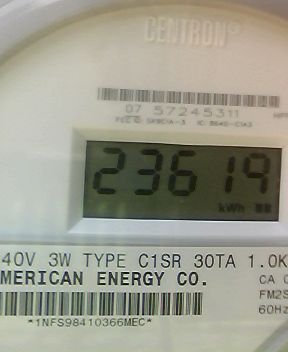 CENTRON®
07 57245311
23619
kWh
40V 3W TYPE C1SR 30TA 1.0K
MERICAN ENERGY CO.
CA 0
FM2S
60Hz
*1NFS98410366MEC*